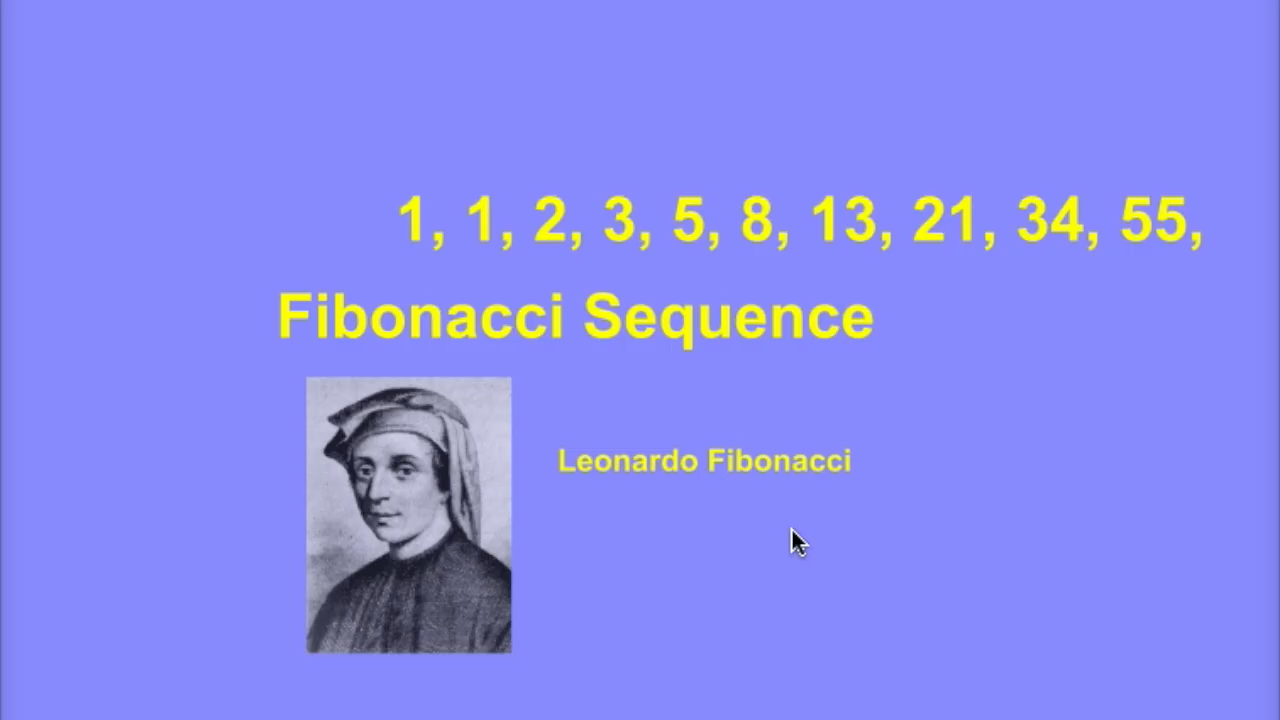 1, 1, 2, 3, 5, 8, 13, 21, 34, 55,
Fibonacci Sequence
Leonardo Fibonacci